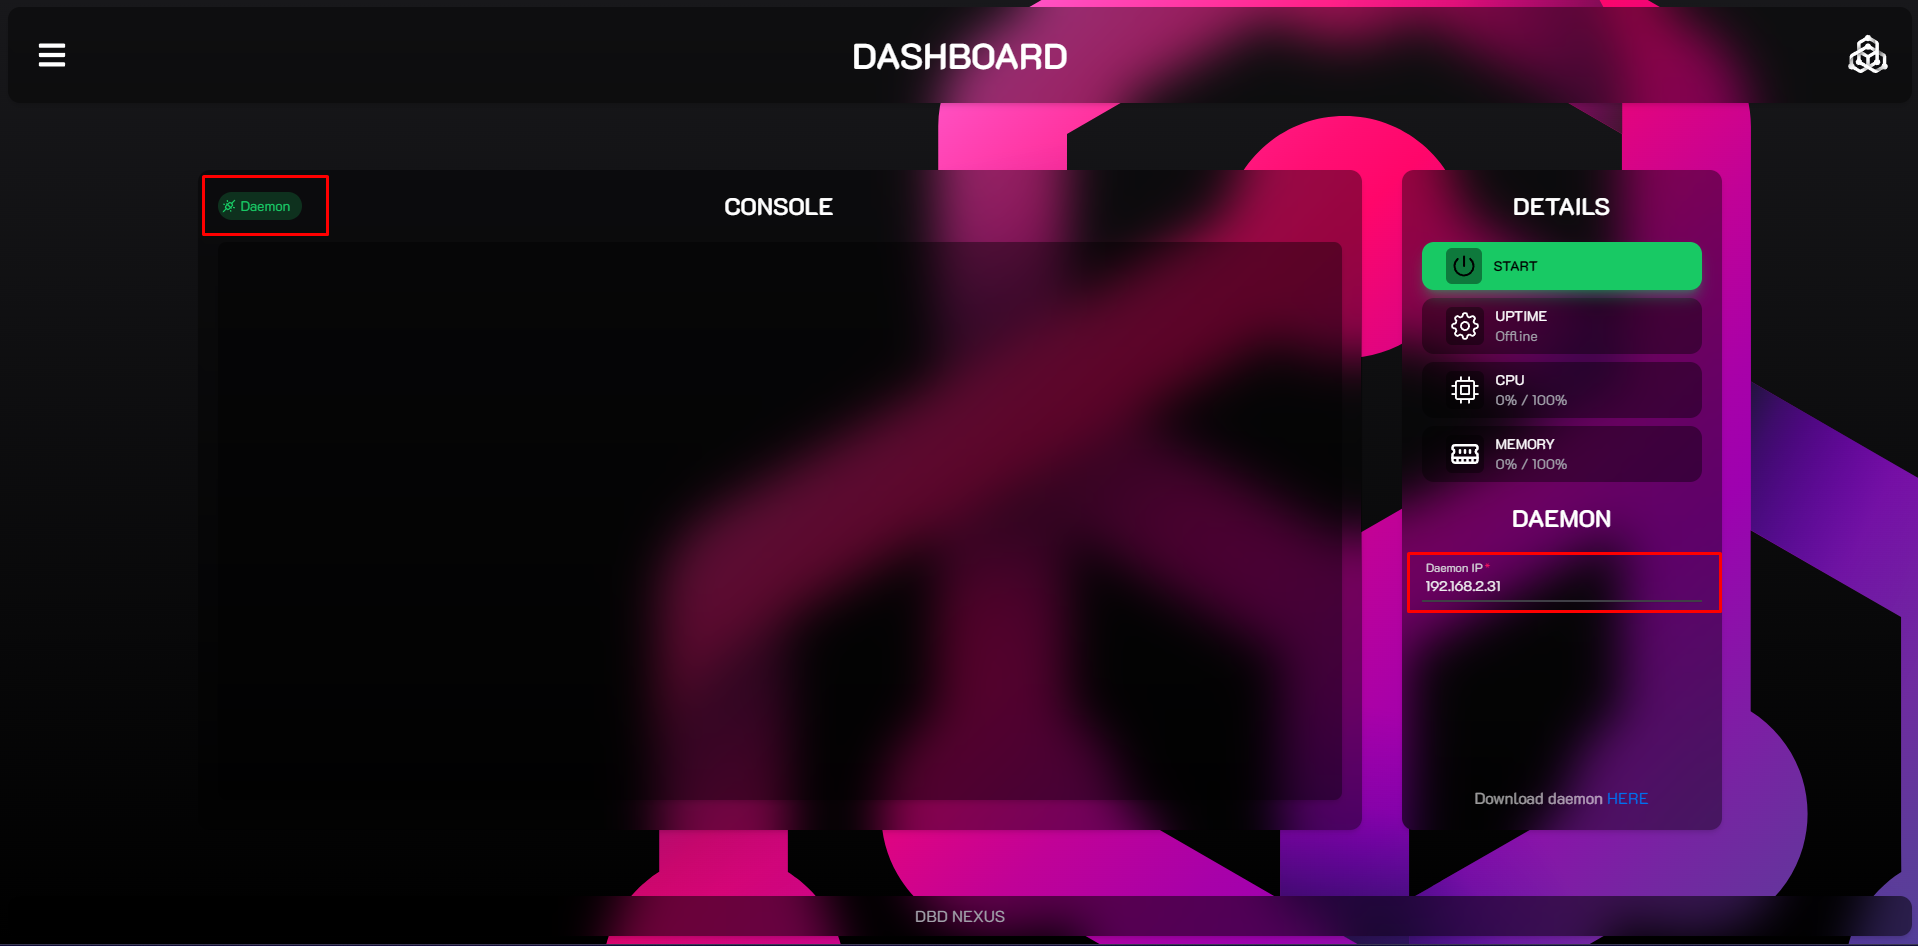 DASHBOARD
Daemon
CONSOLE
DETAILS
START
UPTIME
Offline
CPU
0% / 100%
MEMORY
0% / 100%
DAEMON
Daemon IP *
192.168.2.31
Download daemon HERE
DBD NEXUS